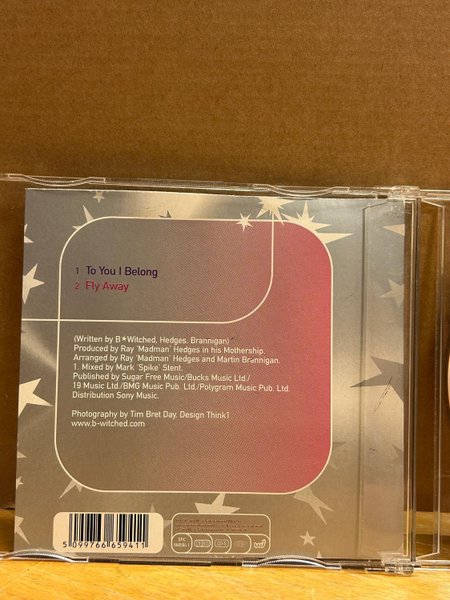 1 To You I Belong
2 Fly Away
(Written by B★Witched, Hedges, Brannigan)
Produced by Ray 'Madman' Hedges in his Mothership.
Arranged by Ray 'Madman' Hedges and Martin Brannigan.
1. Mixed by Mark 'Spike' Stent.
Published by Sugar Free Music/Bucks Music Ltd./
19 Music Ltd./BMG Music Pub. Ltd./Polygram Music Pub. Ltd.
Distribution Sony Music.
Photography by Tim Bret Day. Design Think1
www.b-witched.com
5 099766 659411